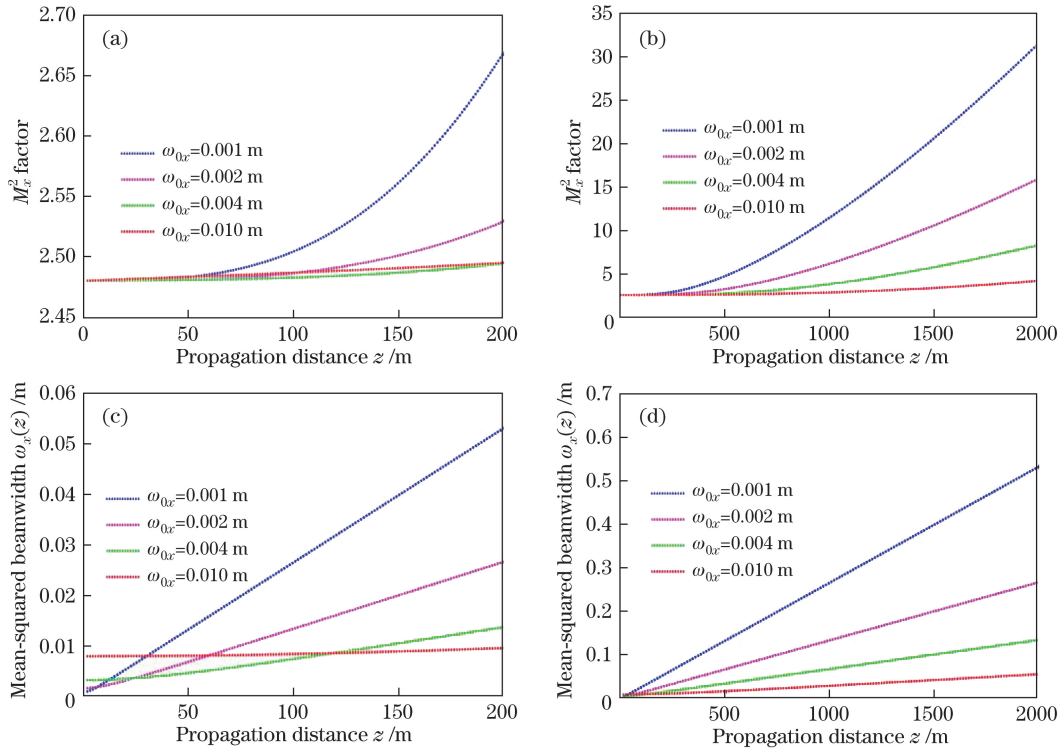 (a)
2.70
2.65
2.60
2.55
2.50
2.45
M²ₓ factor
ω₀ₓ=0.001 m
ω₀ₓ=0.002 m
ω₀ₓ=0.004 m
ω₀ₓ=0.010 m
0 50 100 150 200
Propagation distance z /m
(b)
35
30
25
20
15
10
5
0
M²ₓ factor
ω₀ₓ=0.001 m
ω₀ₓ=0.002 m
ω₀ₓ=0.004 m
ω₀ₓ=0.010 m
500 1000 1500 2000
Propagation distance z /m
(c)
0.06
0.05
0.04
0.03
0.02
0.01
0
Mean-squared beamwidth ωₓ(z) /m
ω₀ₓ=0.001 m
ω₀ₓ=0.002 m
ω₀ₓ=0.004 m
ω₀ₓ=0.010 m
50 100 150 200
Propagation distance z /m
(d)
0.7
0.6
0.5
0.4
0.3
0.2
0.1
0
Mean-squared beamwidth ωₓ(z) /m
ω₀ₓ=0.001 m
ω₀ₓ=0.002 m
ω₀ₓ=0.004 m
ω₀ₓ=0.010 m
500 1000 1500 2000
Propagation distance z /m